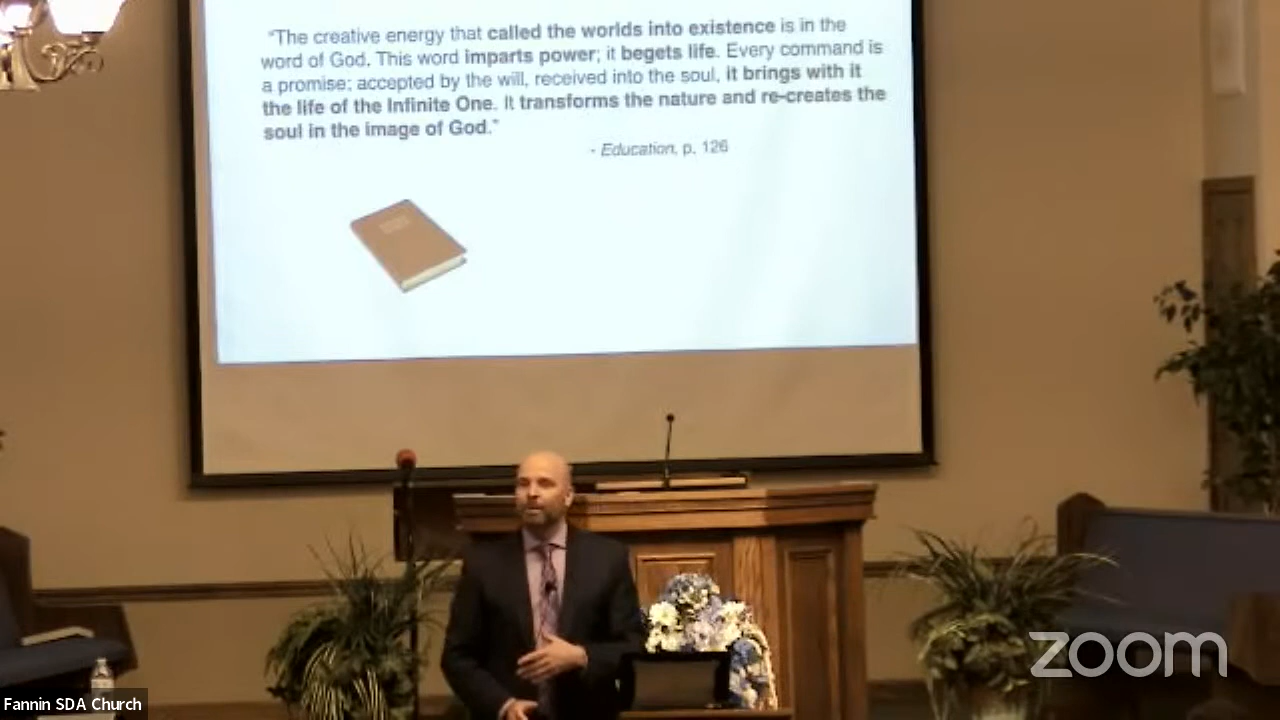 "The creative energy that called the worlds into existence is in the
word of God. This word imparts power; it begets life. Every command is
a promise; accepted by the will, received into the soul, it brings with it
the life of the Infinite One. It transforms the nature and re-creates the
soul in the image of God."
- Education, p. 126
zoom
Fannin SDA Church